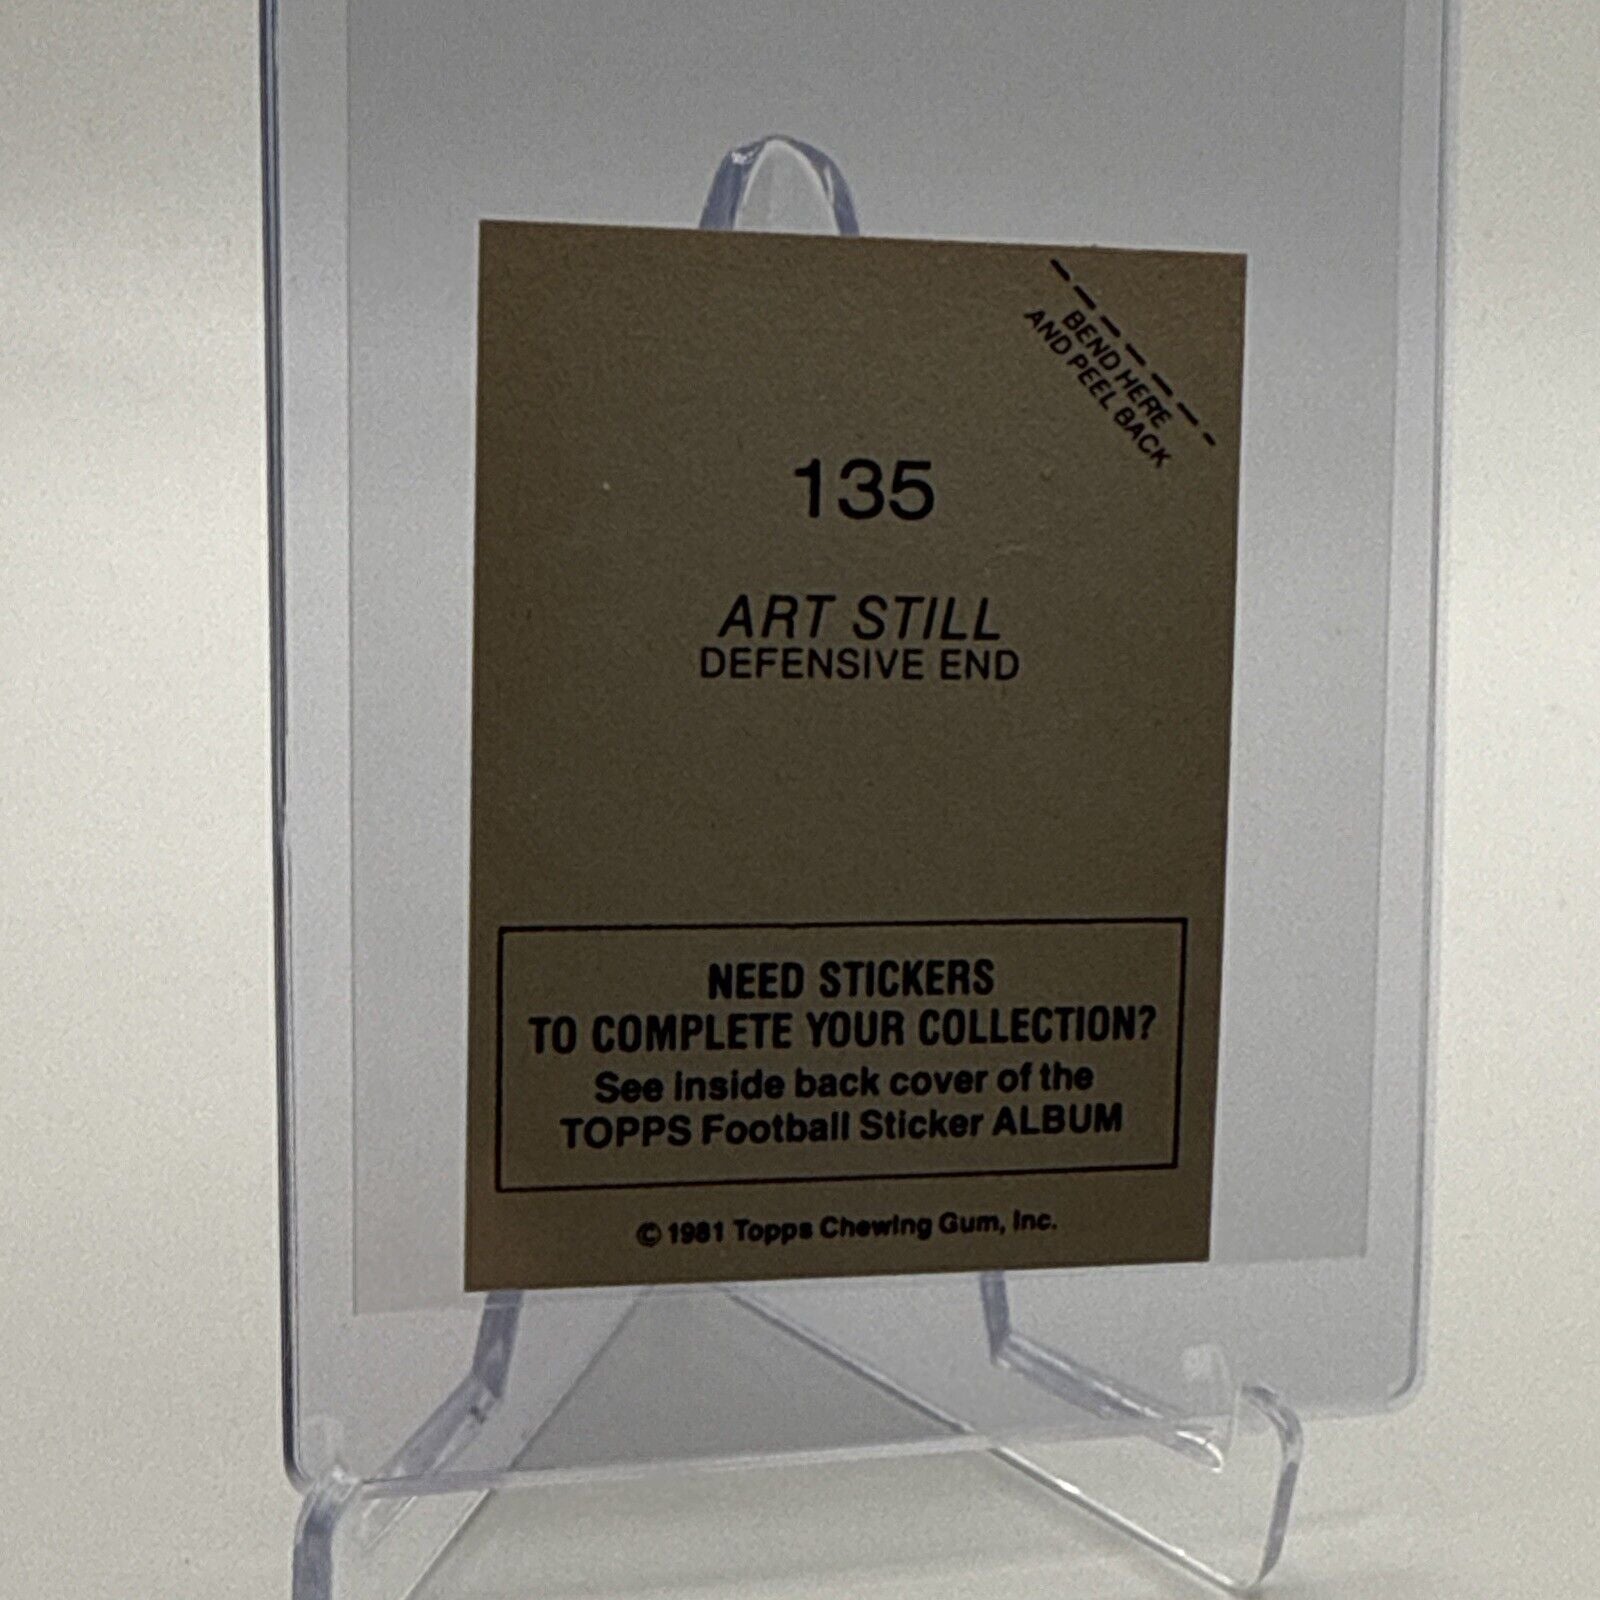 BEND HERE
AND PEEL BACK
135
ART STILL
DEFENSIVE END
NEED STICKERS
TO COMPLETE YOUR COLLECTION?
See inside back cover of the
TOPPS Football Sticker ALBUM
© 1981 Topps Chewing Gum, Inc.